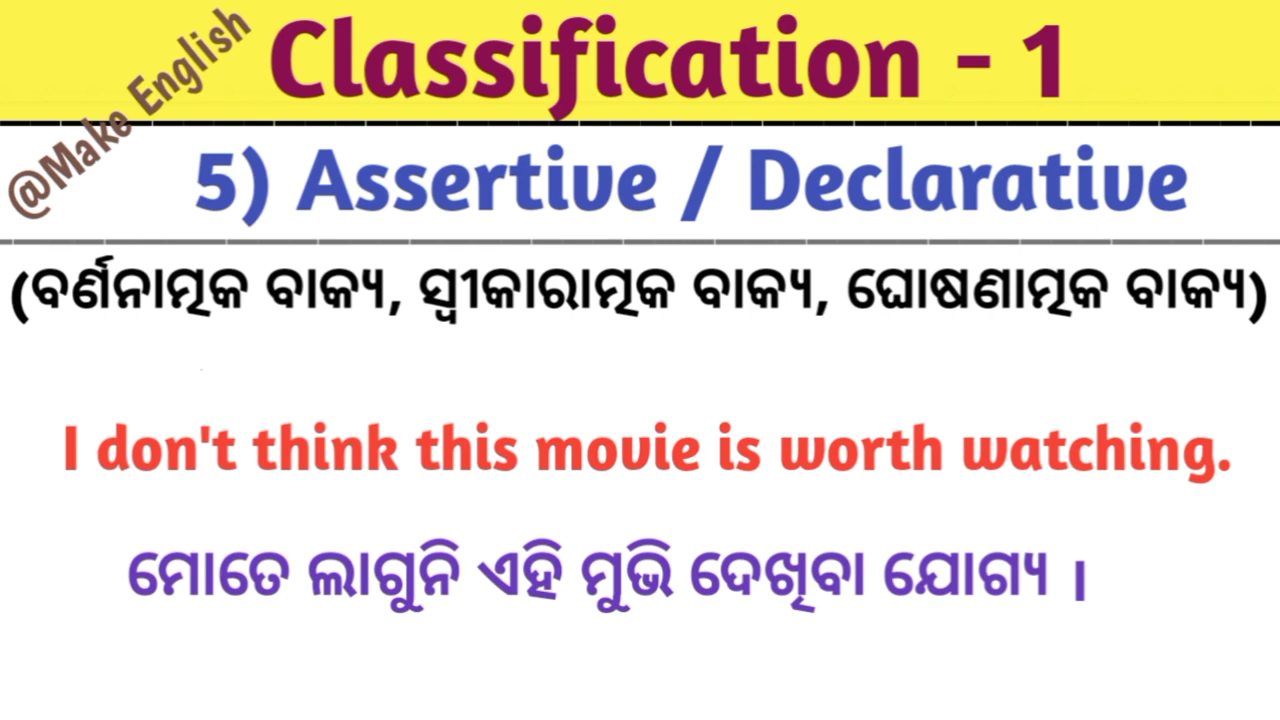 @Make English
Classification - 1
5) Assertive / Declarative
(ବର୍ଣନାତ୍ମକ ବାକ୍ୟ, ସ୍ୱୀକାରାତ୍ମକ ବାକ୍ୟ, ଘୋଷଣାତ୍ମକ ବାକ୍ୟ)
I don't think this movie is worth watching.
ମୋତେ ଲାଗୁନି ଏହି ମୁଭି ଦେଖିବା ଯୋଗ୍ୟ ।